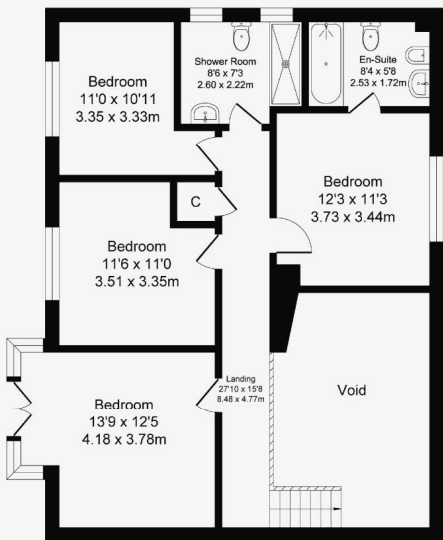 Shower Room
8'6 x 7'3
2.60 x 2.22m
En-Suite
8'4 x 5'8
2.53 x 1.72m
Bedroom
11'0 x 10'11
3.35 x 3.33m
Bedroom
12'3 x 11'3
3.73 x 3.44m
C
Bedroom
11'6 x 11'0
3.51 x 3.35m
Landing
27'10 x 15'8
8.48 x 4.77m
Void
Bedroom
13'9 x 12'5
4.18 x 3.78m